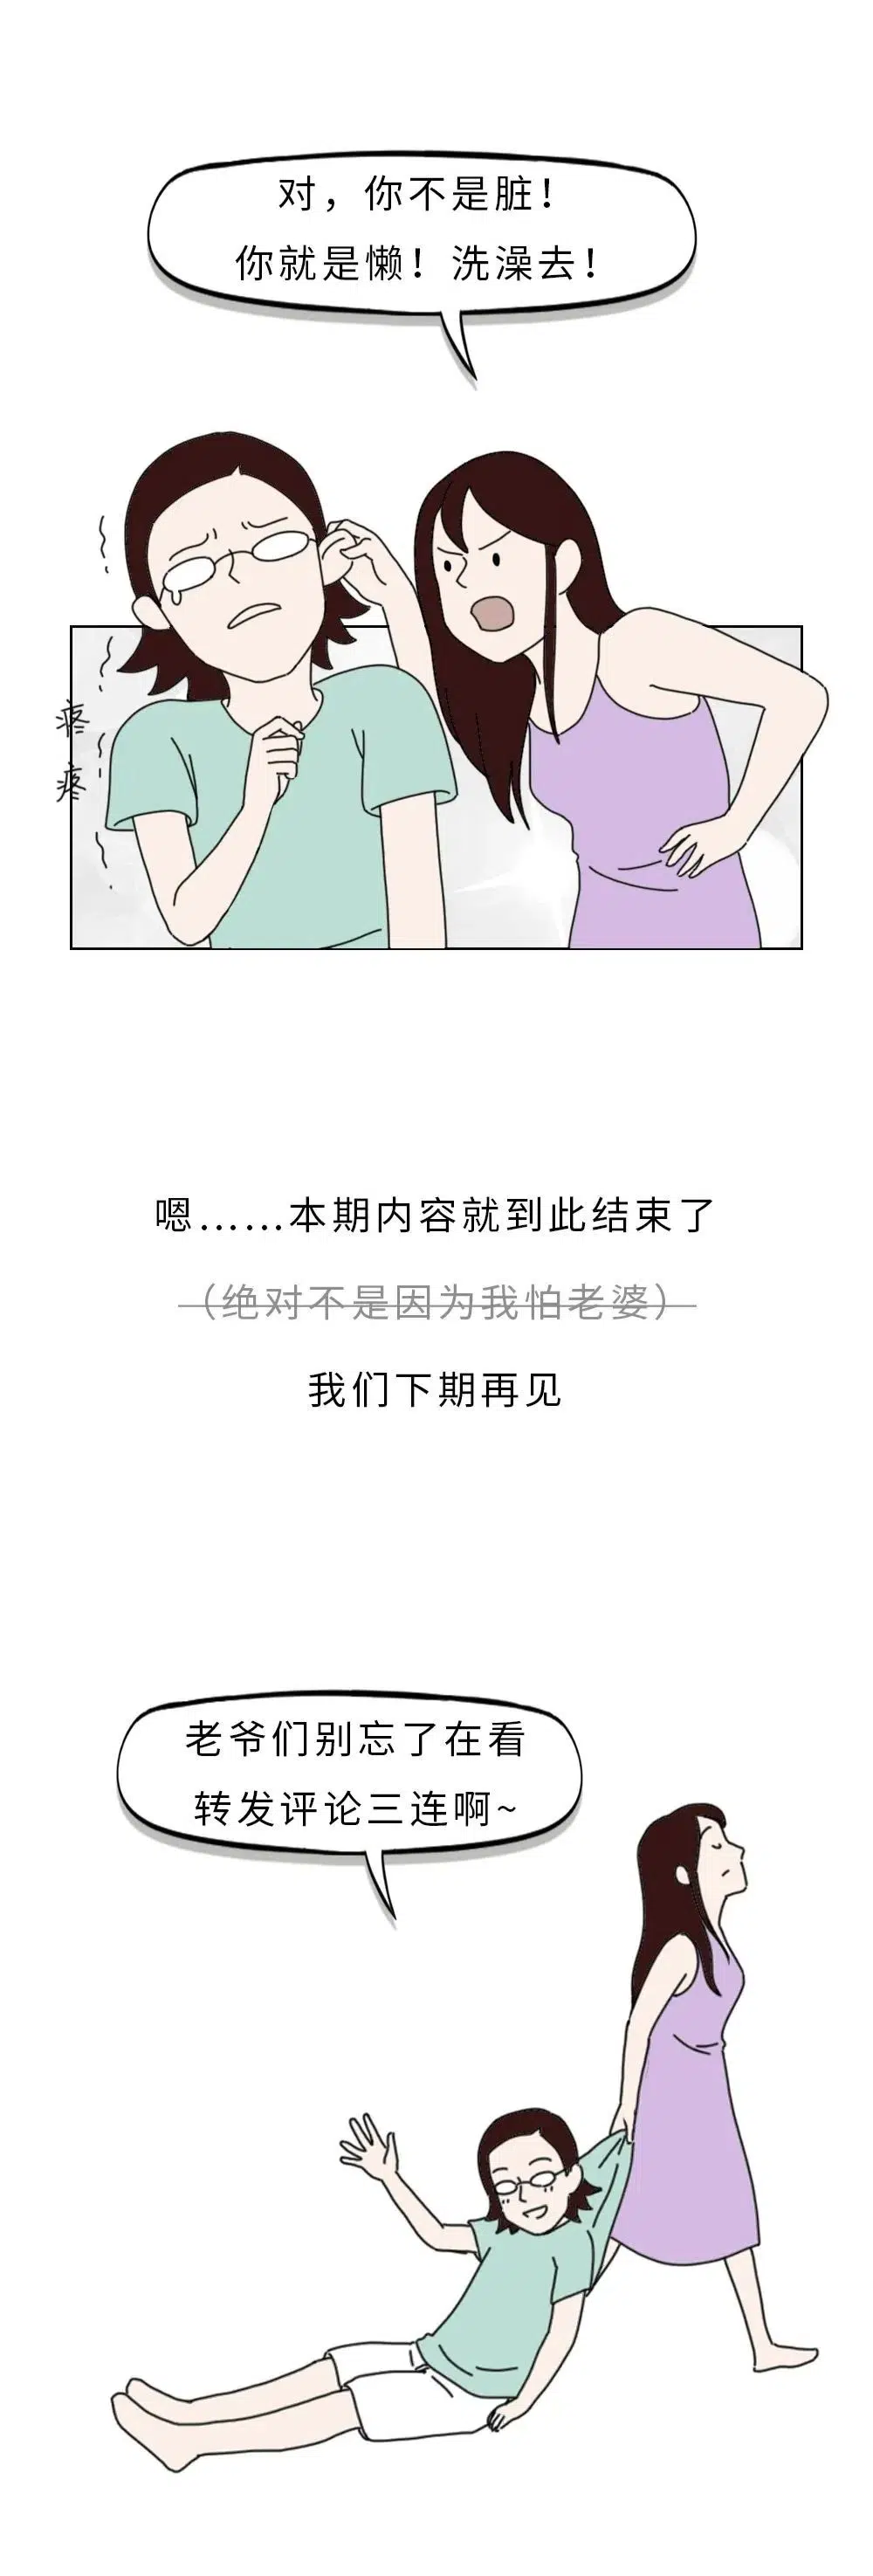 对，你不是脏！
你就是懒！洗澡去！
疼
疼
嗯……本期内容就到此结束了
（绝对不是因为我怕老婆）
我们下期再见
老爷们别忘了在看
转发评论三连啊~